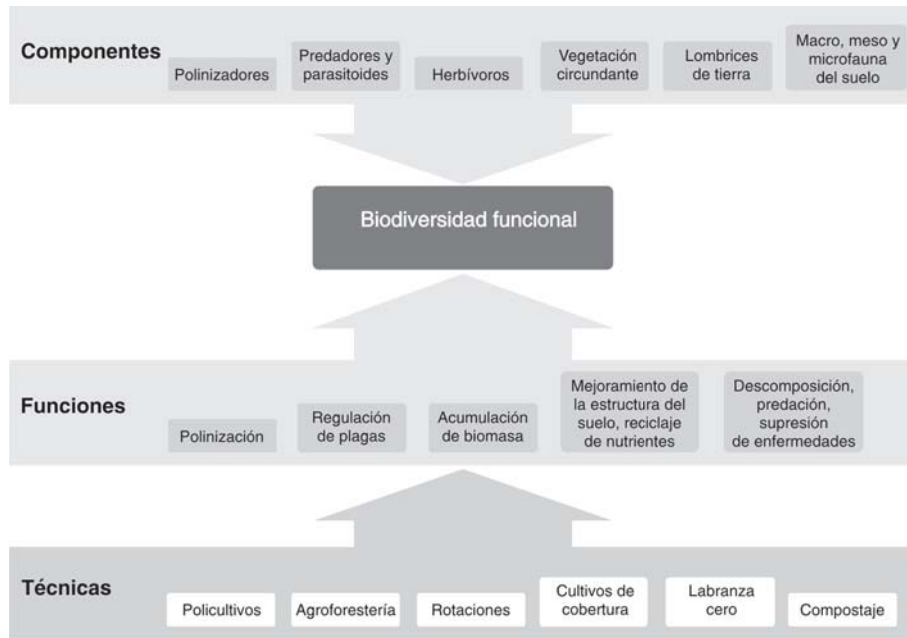 Componentes
Polinizadores
Predadores y
parasitoides
Herbívoros
Vegetación
circundante
Lombrices
de tierra
Macro, meso y
microfauna
del suelo
Biodiversidad funcional
Funciones
Polinización
Regulación
de plagas
Acumulación
de biomasa
Mejoramiento de
la estructura del
suelo, reciclaje
de nutrientes
Descomposición,
predación,
supresión
de enfermedades
Técnicas
Policultivos
Agroforestería
Rotaciones
Cultivos de
cobertura
Labranza
cero
Compostaje